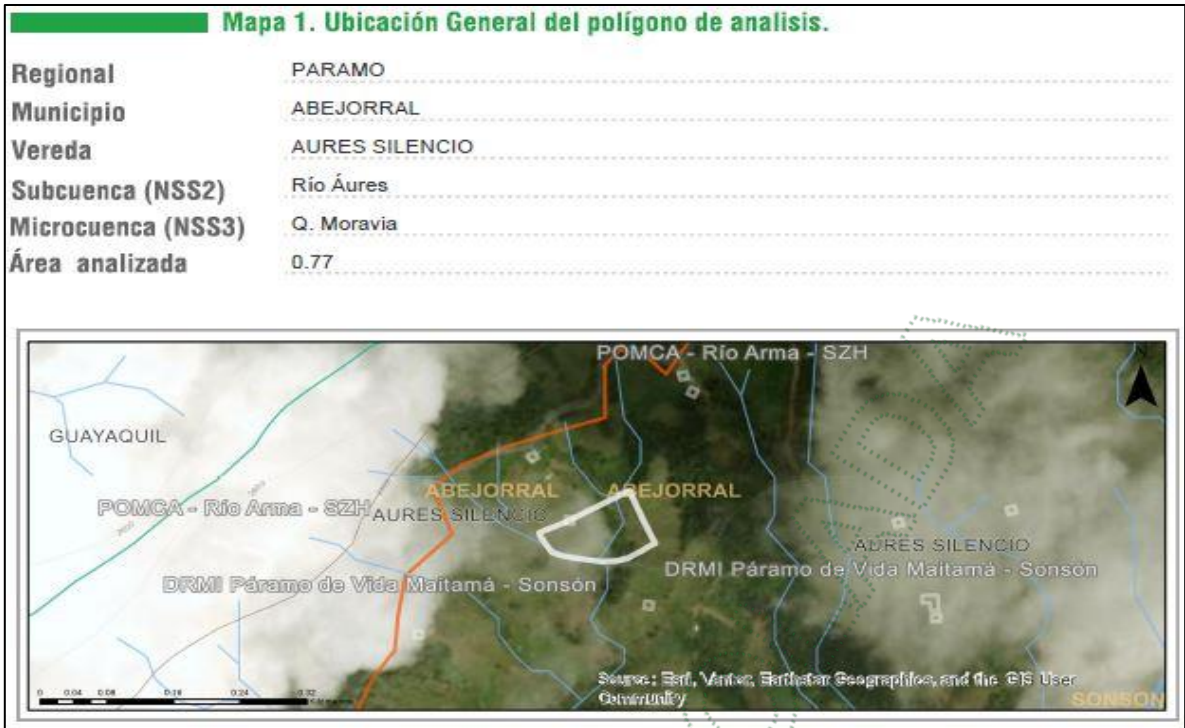 Mapa 1. Ubicación General del polígono de analisis.
Regional PARAMO
Municipio ABEJORRAL
Vereda AURES SILENCIO
Subcuenca (NSS2) Río Áures
Microcuenca (NSS3) Q. Moravia
Área analizada 0.77
POMCA - Río Arma - SZH
GUAYAQUIL
ABEJORRAL ABEJORRAL
POMCA - Río Arma - SZH
AURES SILENCIO
AURES SILENCIO
DRMI Páramo de Vida Maitamá - Sonsón
DRMI Páramo de Vida Maitamá - Sonsón
Source: Esri, Vantor, Earthstar Geographics, and the GIS User
Community
0 0.04 0.08 0.16 0.24 0.32
SONSON